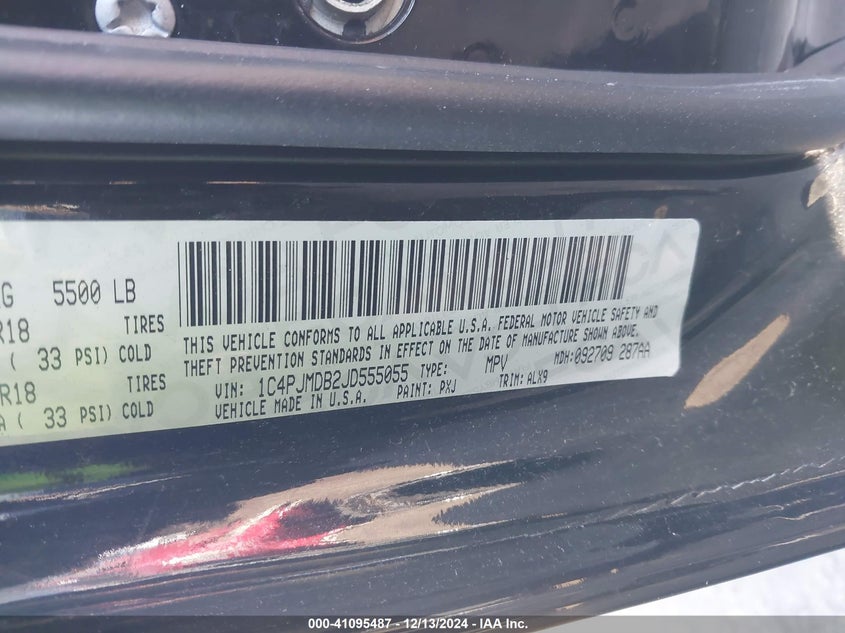 G 5500 LB
R18 TIRES
( 33 PSI) COLD
R18 TIRES
( 33 PSI) COLD
THIS VEHICLE CONFORMS TO ALL APPLICABLE U.S.A. FEDERAL MOTOR VEHICLE SAFETY AND
THEFT PREVENTION STANDARDS IN EFFECT ON THE DATE OF MANUFACTURE SHOWN ABOVE.
VIN: 1C4PJMDB2JD555055 TYPE: MPV MDH:092709 287AA
VEHICLE MADE IN U.S.A. PAINT: PXJ TRIM: ALX9
000-41095487 - 12/13/2024 - IAA Inc.